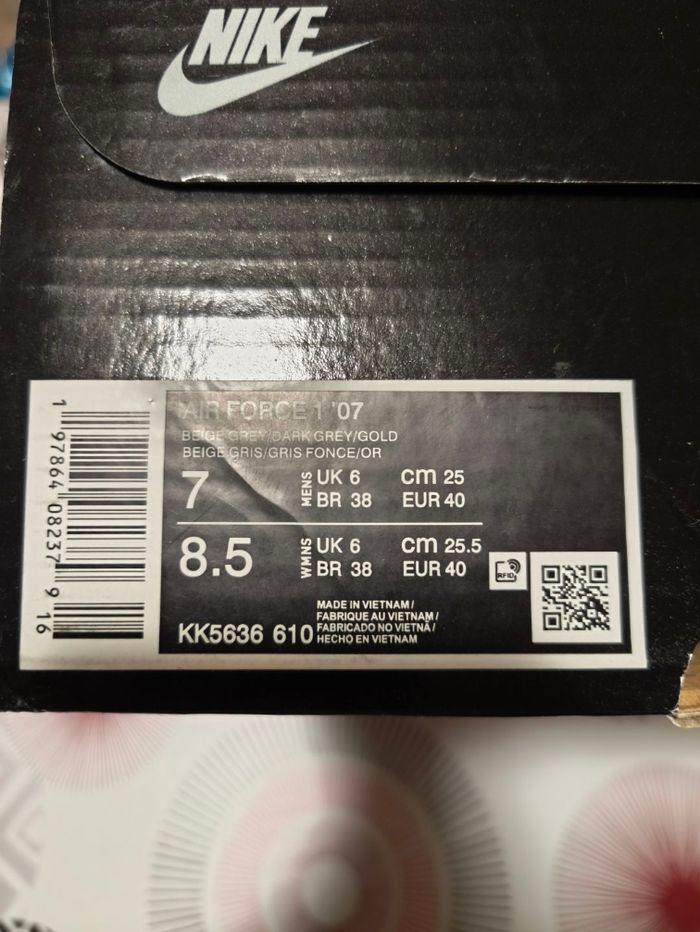 NIKE
AIR FORCE 1 '07
BEIGE GREY/DARK GREY/GOLD
BEIGE GRIS/GRIS FONCE/OR
7 MENS UK 6 CM 25
BR 38 EUR 40
8.5 WMNS UK 6 CM 25.5
BR 38 EUR 40
RFID
MADE IN VIETNAM/
FABRIQUE AU VIETNAM/
FABRICADO NO VIETNÃ/
HECHO EN VIETNAM
KK5636 610
1 97864 08237 9 16